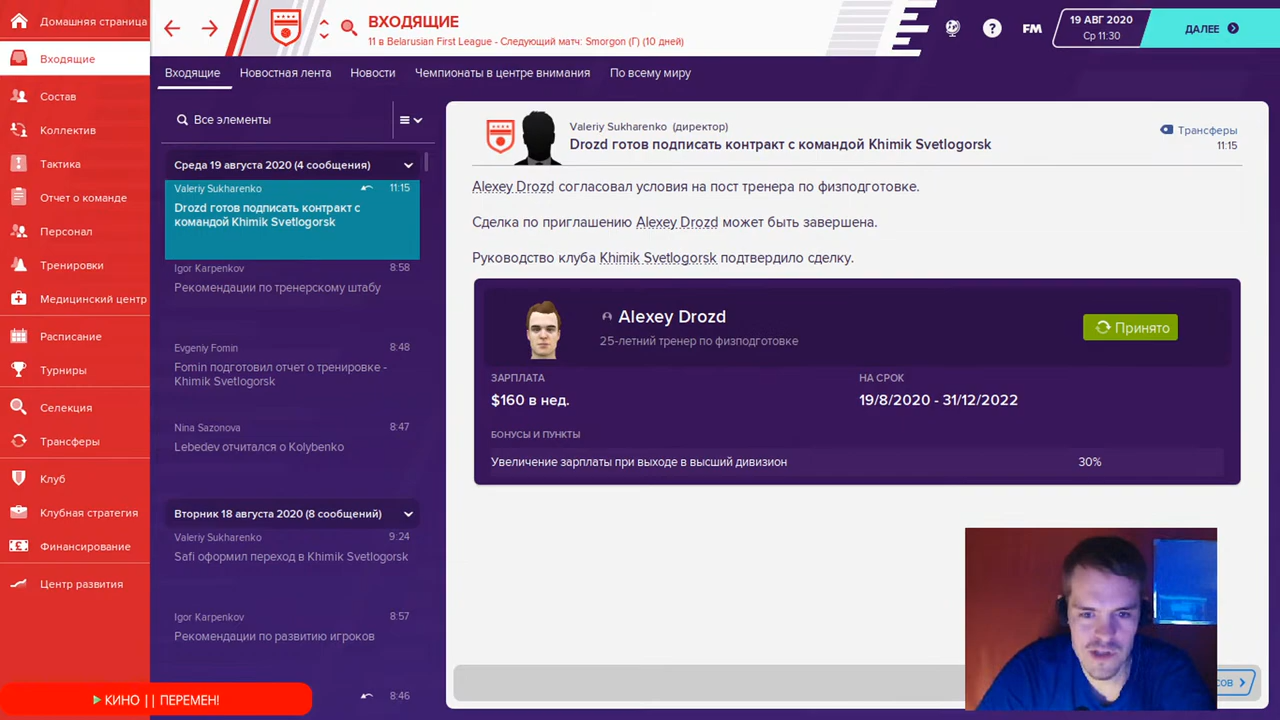 Домашняя страница
Входящие
Состав
Коллектив
Тактика
Отчет о команде
Персонал
Тренировки
Медицинский центр
Расписание
Турниры
Селекция
Трансферы
Клуб
Клубная стратегия
Финансирование
Центр развития
КИНО || ПЕРЕМЕН!
ВХОДЯЩИЕ
11 в Belarusian First League - Следующий матч: Smorgon (Г) (10 дней)
?
FM
19 АВГ 2020
Ср 11:30
ДАЛЕЕ
Входящие Новостная лента Новости Чемпионаты в центре внимания По всему миру
Все элементы
Среда 19 августа 2020 (4 сообщения)
Valeriy Sukharenko 11:15
Drozd готов подписать контракт с
командой Khimik Svetlogorsk
Igor Karpenkov 8:58
Рекомендации по тренерскому штабу
Evgeniy Fomin 8:48
Fomin подготовил отчет о тренировке -
Khimik Svetlogorsk
Nina Sazonova 8:47
Lebedev отчитался о Kolybenko
Вторник 18 августа 2020 (8 сообщений)
Valeriy Sukharenko 9:24
Safi оформил переход в Khimik Svetlogorsk
Igor Karpenkov 8:57
Рекомендации по развитию игроков
8:46
Valeriy Sukharenko (директор)
Drozd готов подписать контракт с командой Khimik Svetlogorsk
Трансферы
11:15
Alexey Drozd согласовал условия на пост тренера по физподготовке.
Сделка по приглашению Alexey Drozd может быть завершена.
Руководство клуба Khimik Svetlogorsk подтвердило сделку.
Alexey Drozd
25-летний тренер по физподготовке
Принято
ЗАРПЛАТА
$160 в нед.
НА СРОК
19/8/2020 - 31/12/2022
БОНУСЫ И ПУНКТЫ
Увеличение зарплаты при выходе в высший дивизион 30%